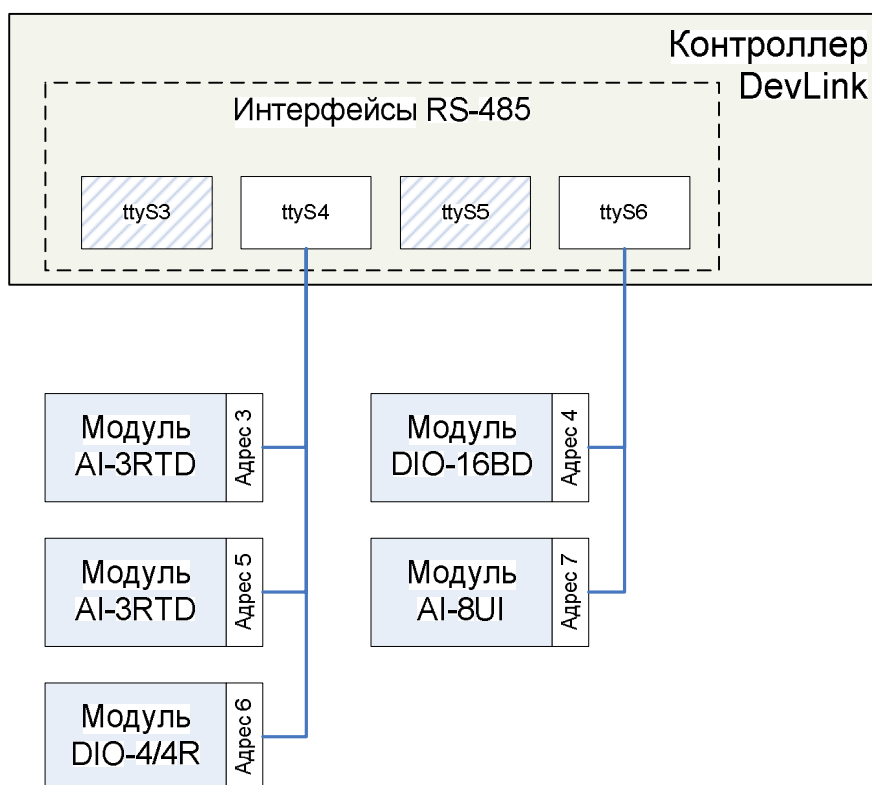 Контроллер
DevLink
Интерфейсы RS-485
ttyS3
ttyS4
ttyS5
ttyS6
Модуль
AI-3RTD
Адрес 3
Модуль
DIO-16BD
Адрес 4
Модуль
AI-3RTD
Адрес 5
Модуль
AI-8UI
Адрес 7
Модуль
DIO-4/4R
Адрес 6